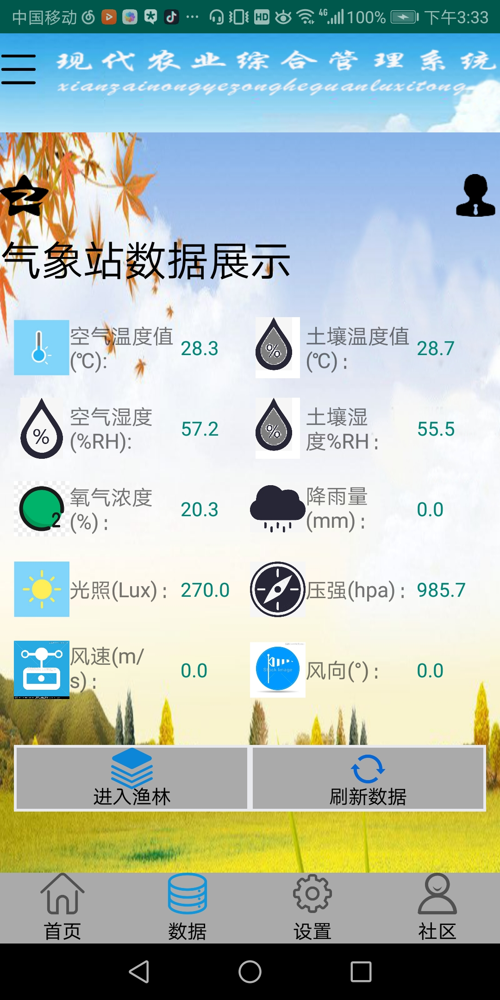 中国移动 HD 4G 100% 下午3:33
现代农业综合管理系统
xianzainongyezongheguanluxitong
气象站数据展示
空气温度值
(℃):
28.3
土壤温度值
(℃) :
28.7
%
空气湿度
(%RH):
57.2
%
土壤湿
度%RH :
55.5
2
氧气浓度
(%) :
20.3
降雨量
(mm) :
0.0
光照(Lux) :
270.0
压强(hpa) :
985.7
风速(m/
s) :
0.0
Stock Image
风向(°) :
0.0
进入渔林
刷新数据
首页
数据
设置
社区